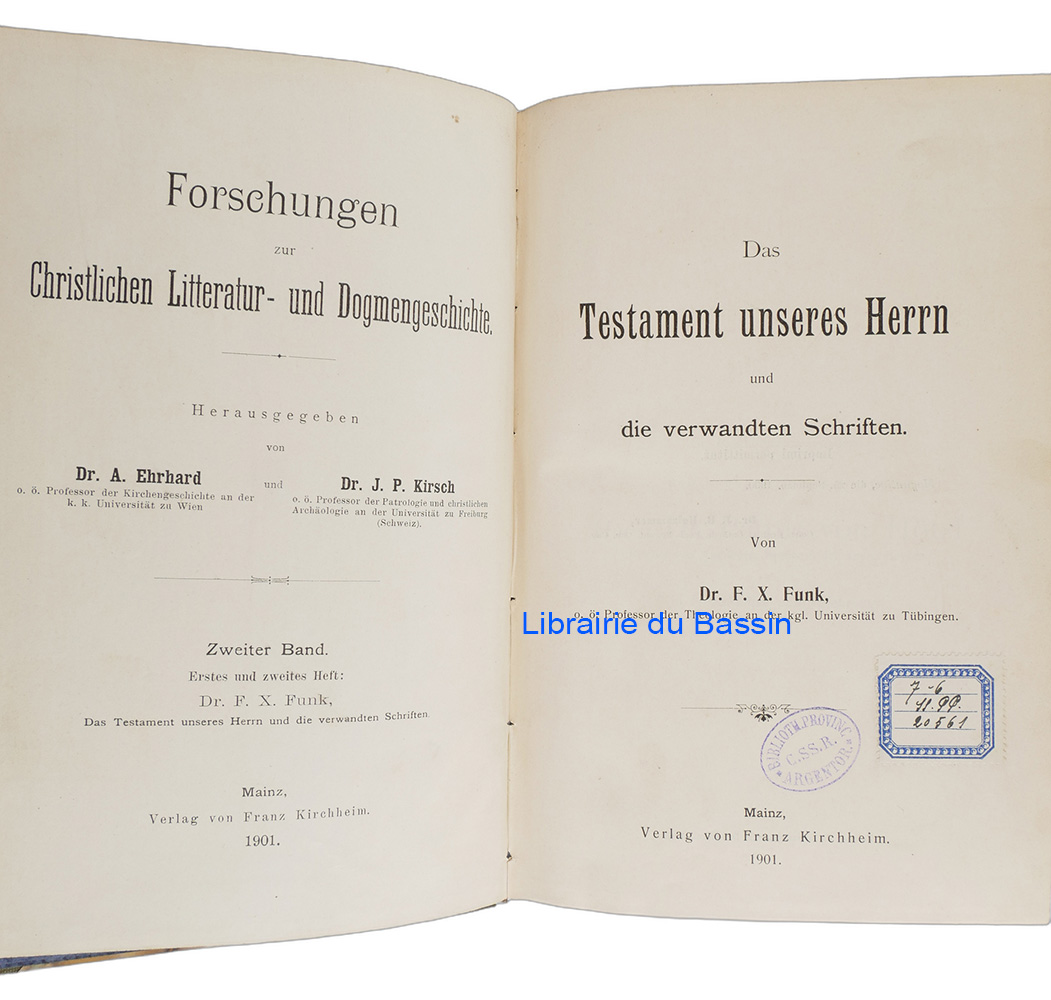 Forschungen
zur
Christlichen Litteratur- und Dogmengeschichte.
Herausgegeben
von
Dr. A. Ehrhard
o. ö. Professor der Kirchengeschichte an der
k. k. Universität zu Wien
und
Dr. J. P. Kirsch
o. ö. Professor der Patrologie und christlichen
Archäologie an der Universität zu Freiburg
(Schweiz).
Zweiter Band.
Erstes und zweites Heft:
Dr. F. X. Funk,
Das Testament unseres Herrn und die verwandten Schriften.
Mainz,
Verlag von Franz Kirchheim.
1901.
Das
Testament unseres Herrn
und
die verwandten Schriften.
Von
Dr. F. X. Funk,
o. ö. Professor der Theologie an der kgl. Universität zu Tübingen.
Librairie du Bassin
7-6
20561
BIBLIOTH. PROVINC.
C.SS.R.
ARGENTOR.
Mainz,
Verlag von Franz Kirchheim.
1901.